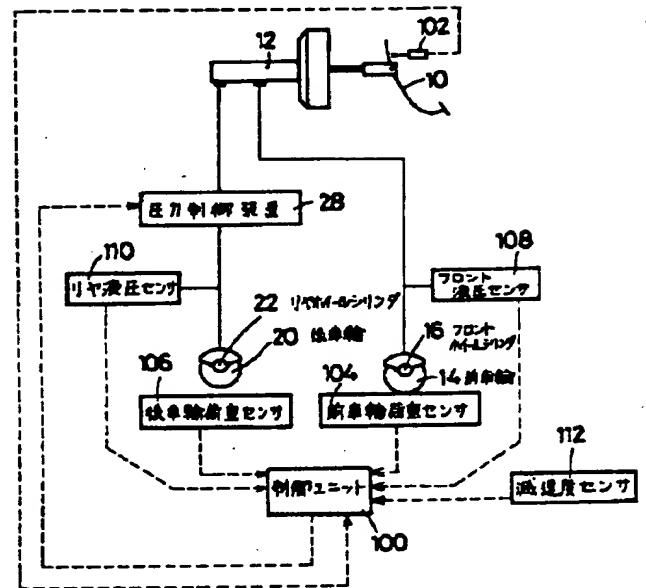 102
12
10
圧力制御装置
28
110
リヤ液圧センサ
108
フロント
液圧センサ
22 リヤホイールシリンダ
20 後車輪
16 フロント
ホイールシリンダ
14 前車輪
106
後車輪荷重センサ
104
前車輪荷重センサ
112
減速度センサ
制御ユニット
100